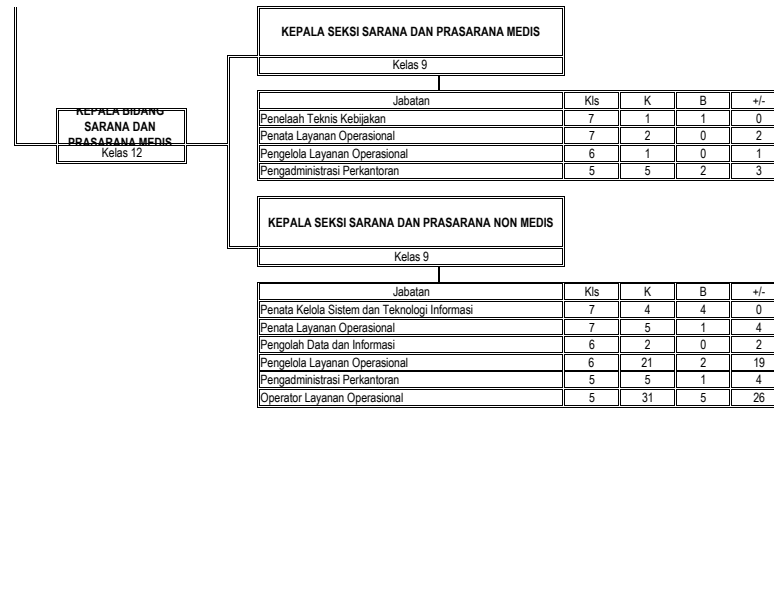 KEPALA SEKSI SARANA DAN PRASARANA MEDIS
Kelas 9
Jabatan Kls K B +/-
Penelaah Teknis Kebijakan 7 1 1 0
Penata Layanan Operasional 7 2 0 2
Pengelola Layanan Operasional 6 1 0 1
Pengadministrasi Perkantoran 5 5 2 3
KEPALA BIDANG
SARANA DAN
PRASARANA MEDIS
Kelas 12
KEPALA SEKSI SARANA DAN PRASARANA NON MEDIS
Kelas 9
Jabatan Kls K B +/-
Penata Kelola Sistem dan Teknologi Informasi 7 4 4 0
Penata Layanan Operasional 7 5 1 4
Pengolah Data dan Informasi 6 2 0 2
Pengelola Layanan Operasional 6 21 2 19
Pengadministrasi Perkantoran 5 5 1 4
Operator Layanan Operasional 5 31 5 26